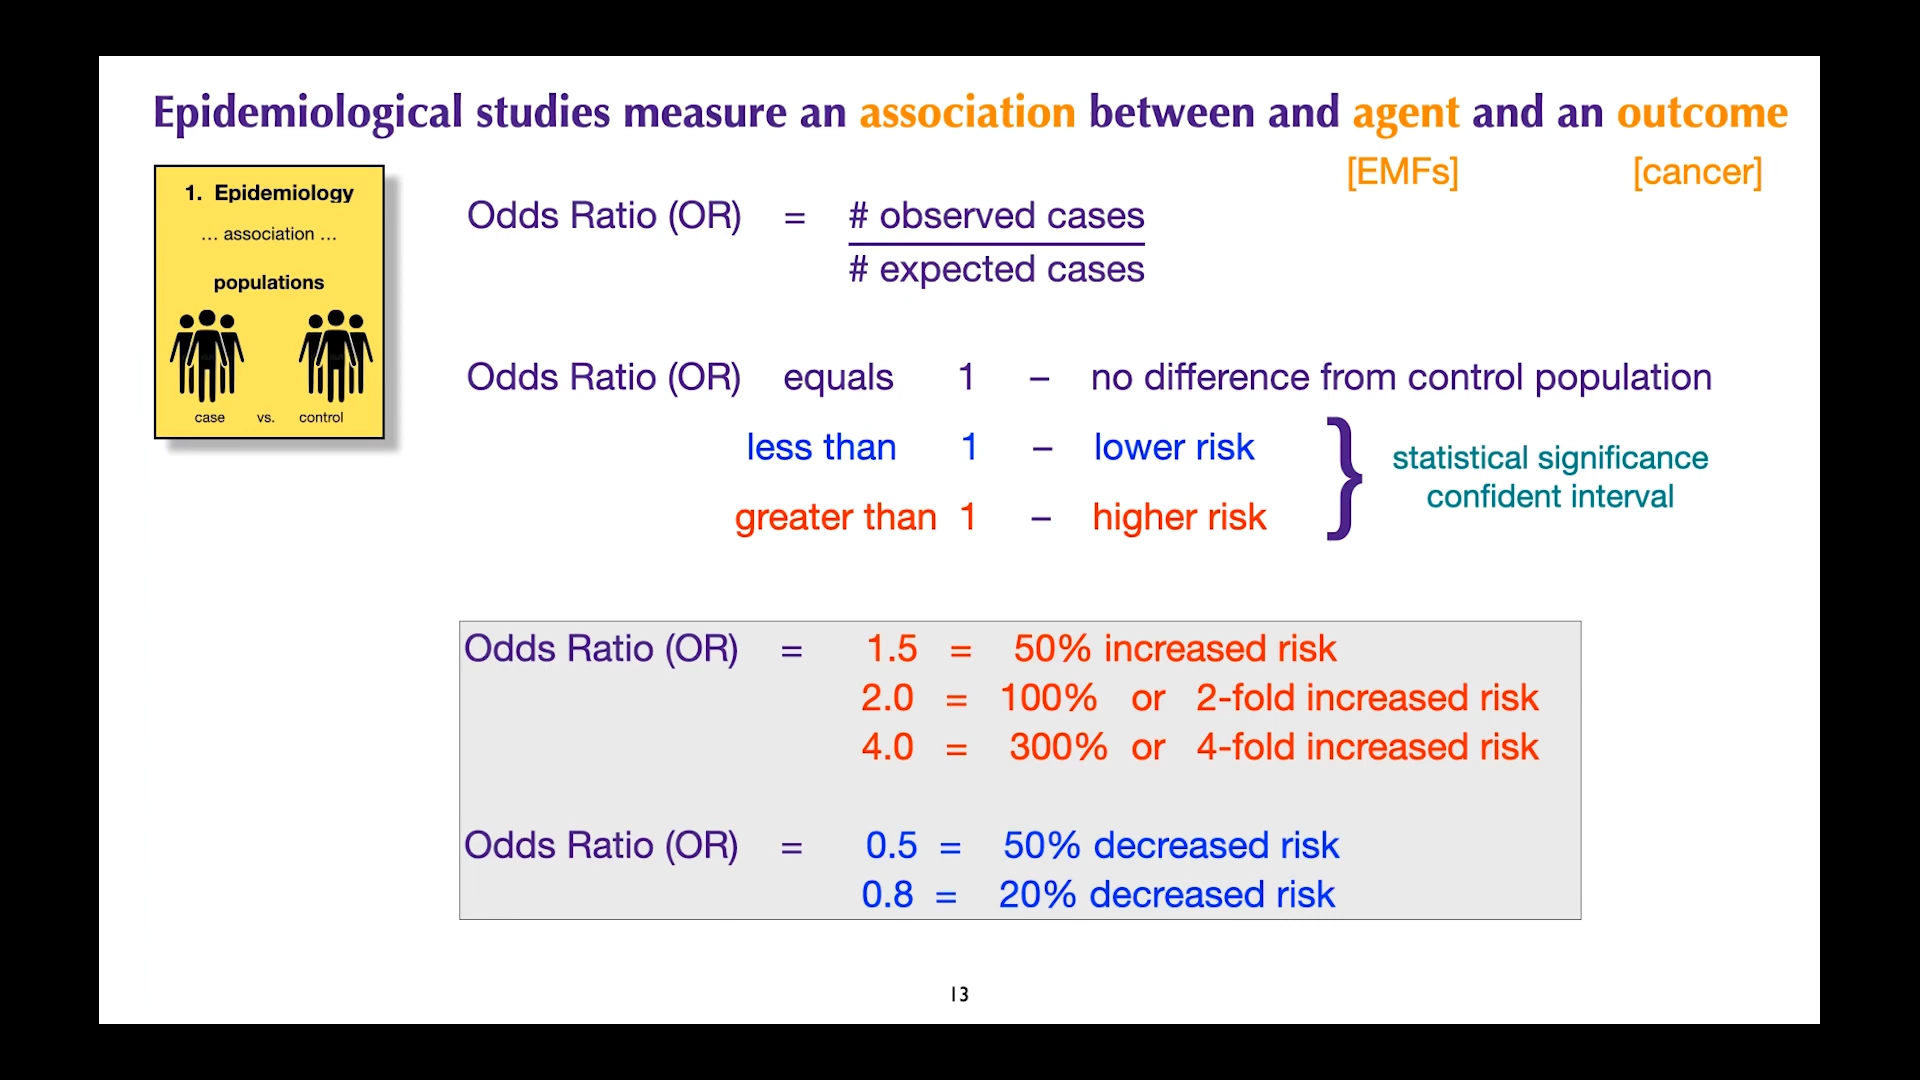 Epidemiological studies measure an association between and agent and an outcome
[EMFs] [cancer]
1. Epidemiology
... association ...
populations
case vs. control
Odds Ratio (OR) = # observed cases
# expected cases
Odds Ratio (OR) equals 1 – no difference from control population
less than 1 – lower risk
greater than 1 – higher risk
statistical significance
confident interval
Odds Ratio (OR) = 1.5 = 50% increased risk
2.0 = 100% or 2-fold increased risk
4.0 = 300% or 4-fold increased risk
Odds Ratio (OR) = 0.5 = 50% decreased risk
0.8 = 20% decreased risk
13